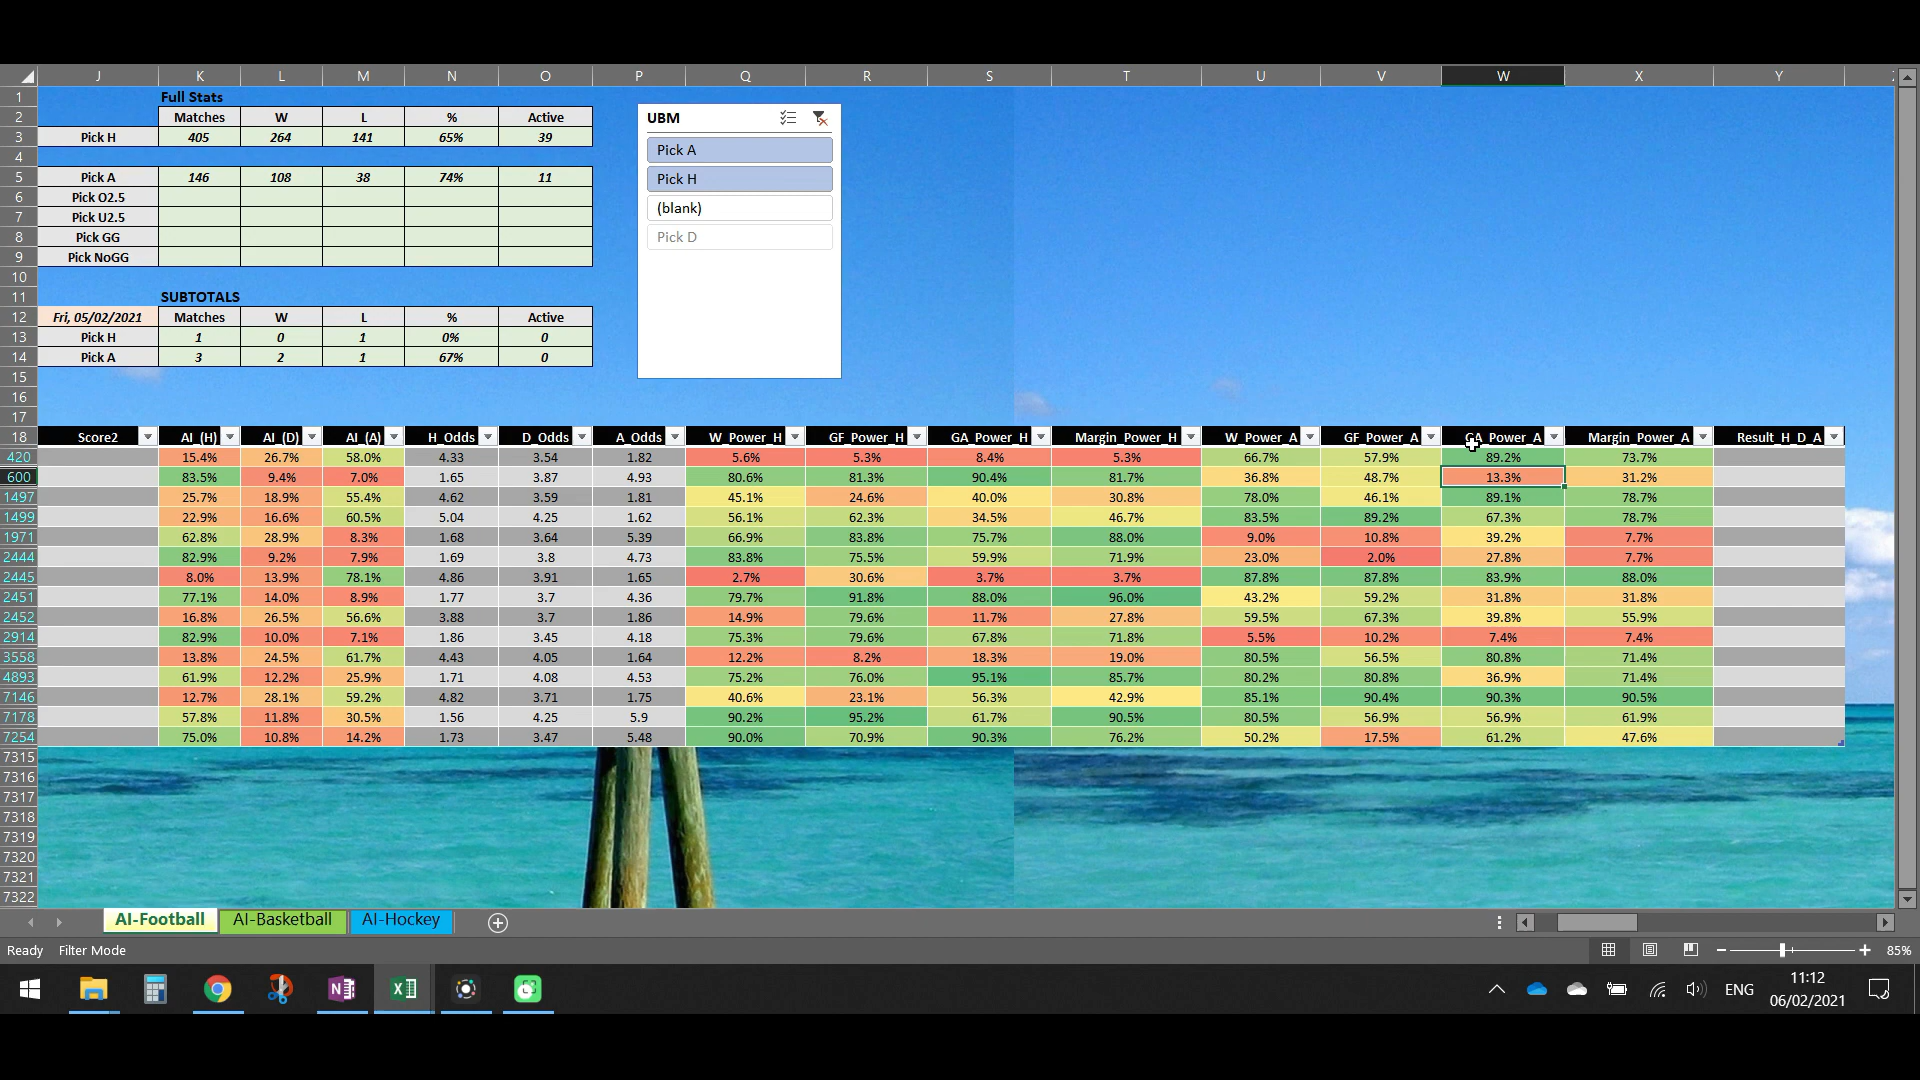 J K L M N O P Q R S T U V W X Y
1 Full Stats
2 Matches W L % Active
3 Pick H 405 264 141 65% 39
4
5 Pick A 146 108 38 74% 11
6 Pick O2.5
7 Pick U2.5
8 Pick GG
9 Pick NoGG
10
11 SUBTOTALS
12 Fri, 05/02/2021 Matches W L % Active
13 Pick H 1 0 1 0% 0
14 Pick A 3 2 1 67% 0
15
16
17
UBM
Pick A
Pick H
(blank)
Pick D
18 Score2 AI_(H) AI_(D) AI_(A) H_Odds D_Odds A_Odds W_Power_H GF_Power_H GA_Power_H Margin_Power_H W_Power_A GF_Power_A GA_Power_A Margin_Power_A Result_H_D_A
420 15.4% 26.7% 58.0% 4.33 3.54 1.82 5.6% 5.3% 8.4% 5.3% 66.7% 57.9% 89.2% 73.7%
600 83.5% 9.4% 7.0% 1.65 3.87 4.93 80.6% 81.3% 90.4% 81.7% 36.8% 48.7% 13.3% 31.2%
1497 25.7% 18.9% 55.4% 4.62 3.59 1.81 45.1% 24.6% 40.0% 30.8% 78.0% 46.1% 89.1% 78.7%
1499 22.9% 16.6% 60.5% 5.04 4.25 1.62 56.1% 62.3% 34.5% 46.7% 83.5% 89.2% 67.3% 78.7%
1971 62.8% 28.9% 8.3% 1.68 3.64 5.39 66.9% 83.8% 75.7% 88.0% 9.0% 10.8% 39.2% 7.7%
2444 82.9% 9.2% 7.9% 1.69 3.8 4.73 83.8% 75.5% 59.9% 71.9% 23.0% 2.0% 27.8% 7.7%
2445 8.0% 13.9% 78.1% 4.86 3.91 1.65 2.7% 30.6% 3.7% 3.7% 87.8% 87.8% 83.9% 88.0%
2451 77.1% 14.0% 8.9% 1.77 3.7 4.36 79.7% 91.8% 88.0% 96.0% 43.2% 59.2% 31.8% 31.8%
2452 16.8% 26.5% 56.6% 3.88 3.7 1.86 14.9% 79.6% 11.7% 27.8% 59.5% 67.3% 39.8% 55.9%
2914 82.9% 10.0% 7.1% 1.86 3.45 4.18 75.3% 79.6% 67.8% 71.8% 5.5% 10.2% 7.4% 7.4%
3558 13.8% 24.5% 61.7% 4.43 4.05 1.64 12.2% 8.2% 18.3% 19.0% 80.5% 56.5% 80.8% 71.4%
4893 61.9% 12.2% 25.9% 1.71 4.08 4.53 75.2% 76.0% 95.1% 85.7% 80.2% 80.8% 36.9% 71.4%
7146 12.7% 28.1% 59.2% 4.82 3.71 1.75 40.6% 23.1% 56.3% 42.9% 85.1% 90.4% 90.3% 90.5%
7178 57.8% 11.8% 30.5% 1.56 4.25 5.9 90.2% 95.2% 61.7% 90.5% 80.5% 56.9% 56.9% 61.9%
7254 75.0% 10.8% 14.2% 1.73 3.47 5.48 90.0% 70.9% 90.3% 76.2% 50.2% 17.5% 61.2% 47.6%
7315
7316
7317
7318
7319
7320
7321
7322
AI-Football AI-Basketball AI-Hockey
Ready Filter Mode 85%
ENG 11:12
06/02/2021